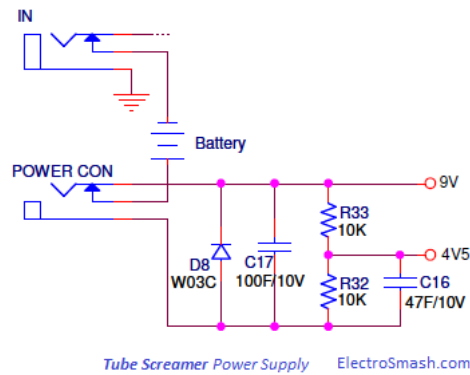 IN
Battery
POWER CON
9V
R33
10K
4V5
D8
W03C
C17
100F/10V
R32
10K
C16
47F/10V
Tube Screamer Power Supply
ElectroSmash.com